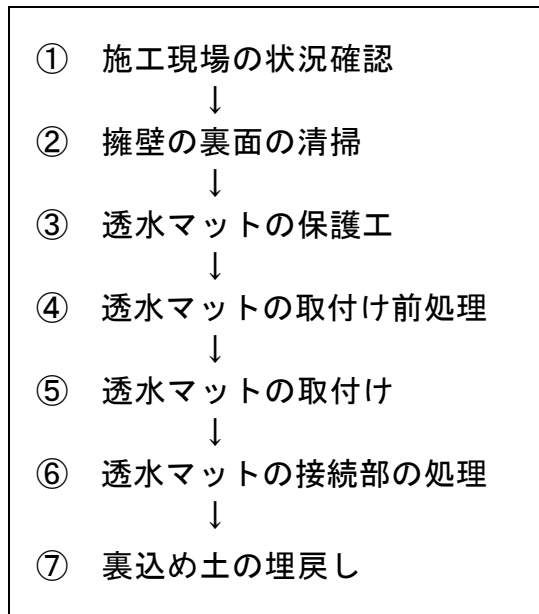 ① 施工現場の状況確認
↓
② 擁壁の裏面の清掃
↓
③ 透水マットの保護工
↓
④ 透水マットの取付け前処理
↓
⑤ 透水マットの取付け
↓
⑥ 透水マットの接続部の処理
↓
⑦ 裏込め土の埋戻し